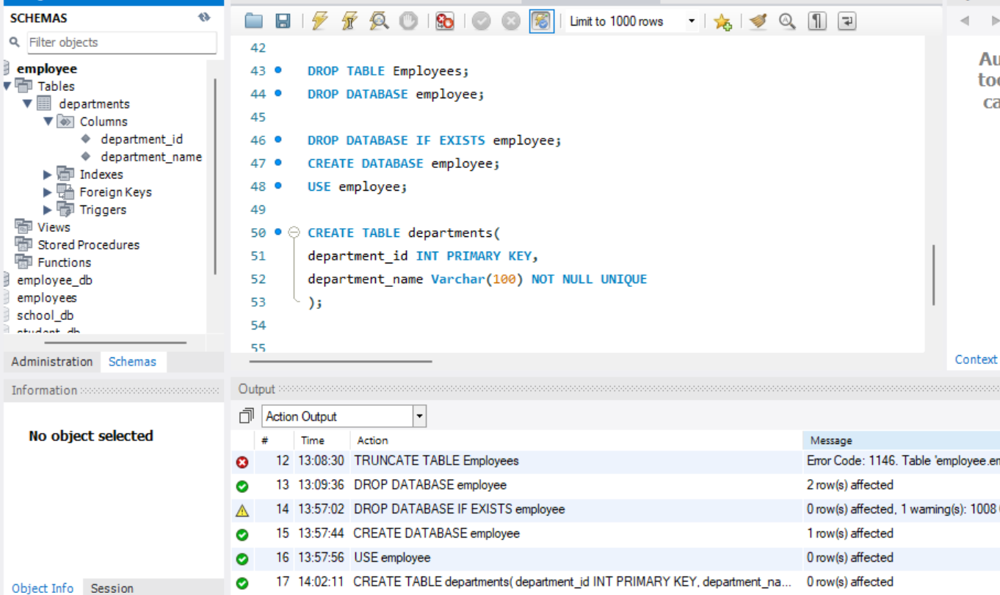 SCHEMAS
Filter objects
employee
Tables
departments
Columns
department_id
department_name
Indexes
Foreign Keys
Triggers
Views
Stored Procedures
Functions
employee_db
employees
school_db
student_db
Administration Schemas
Information
No object selected
Object Info Session
Limit to 1000 rows
42
43 DROP TABLE Employees;
44 DROP DATABASE employee;
45
46 DROP DATABASE IF EXISTS employee;
47 CREATE DATABASE employee;
48 USE employee;
49
50 CREATE TABLE departments(
51 department_id INT PRIMARY KEY,
52 department_name Varchar(100) NOT NULL UNIQUE
53 );
54
55
Context
Output
Action Output
# Time Action Message
12 13:08:30 TRUNCATE TABLE Employees Error Code: 1146. Table 'employee.em
13 13:09:36 DROP DATABASE employee 2 row(s) affected
14 13:57:02 DROP DATABASE IF EXISTS employee 0 row(s) affected, 1 warning(s): 1008
15 13:57:44 CREATE DATABASE employee 1 row(s) affected
16 13:57:56 USE employee 0 row(s) affected
17 14:02:11 CREATE TABLE departments( department_id INT PRIMARY KEY, department_na... 0 row(s) affected